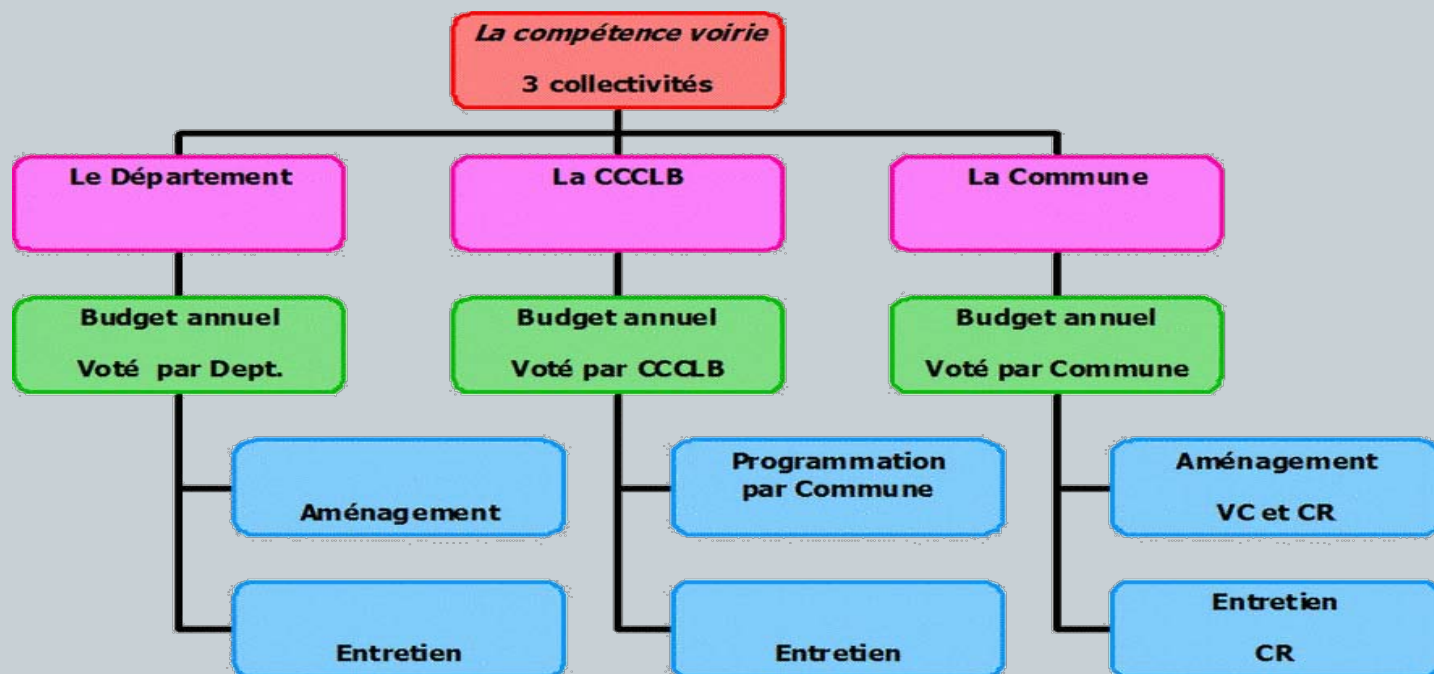 La compétence voirie
3 collectivités
Le Département
La CCCLB
La Commune
Budget annuel
Voté par Dept.
Budget annuel
Voté par CCCLB
Budget annuel
Voté par Commune
Aménagement
Programmation
par Commune
Aménagement
VC et CR
Entretien
Entretien
Entretien
CR